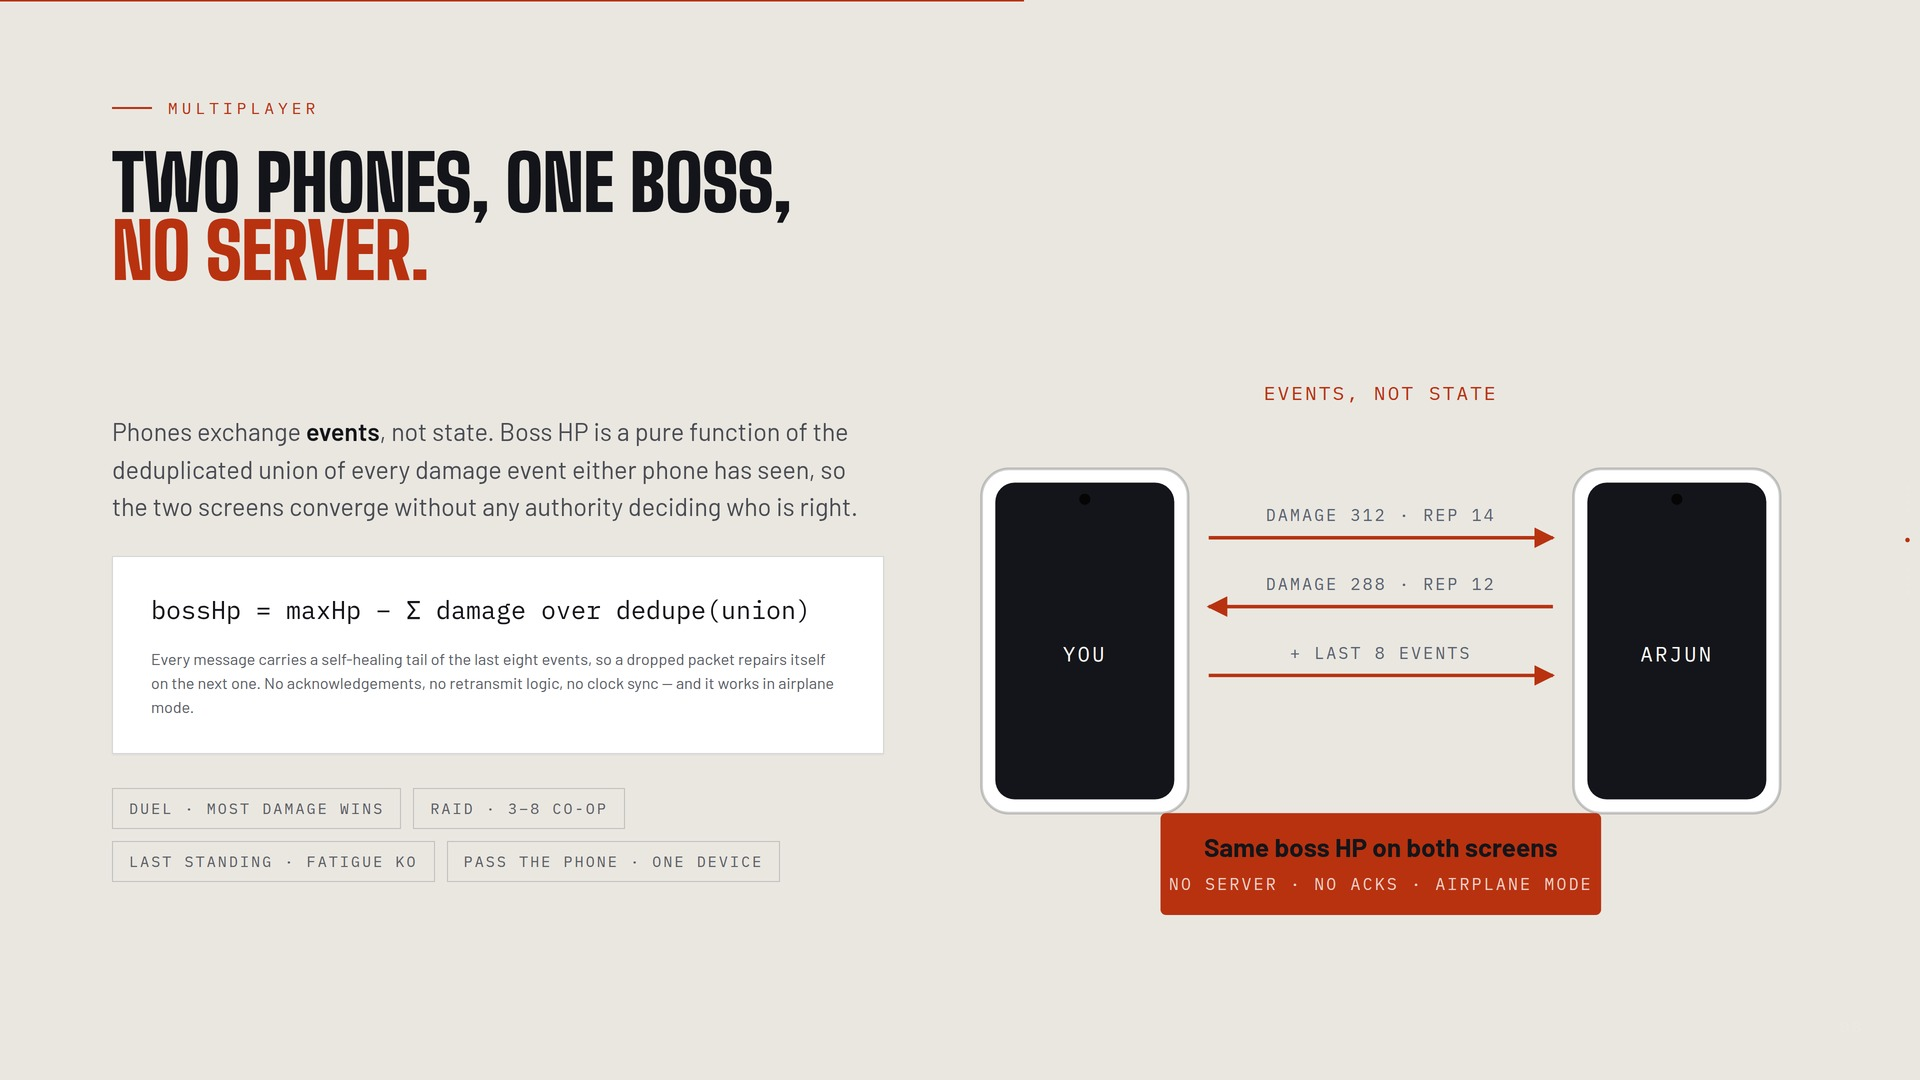 MULTIPLAYER
TWO PHONES, ONE BOSS,
NO SERVER.
Phones exchange events, not state. Boss HP is a pure function of the
deduplicated union of every damage event either phone has seen, so
the two screens converge without any authority deciding who is right.
bossHp = maxHp − Σ damage over dedupe(union)
Every message carries a self-healing tail of the last eight events, so a dropped packet repairs itself
on the next one. No acknowledgements, no retransmit logic, no clock sync — and it works in airplane
mode.
DUEL · MOST DAMAGE WINS
RAID · 3–8 CO-OP
LAST STANDING · FATIGUE KO
PASS THE PHONE · ONE DEVICE
EVENTS, NOT STATE
DAMAGE 312 · REP 14
DAMAGE 288 · REP 12
+ LAST 8 EVENTS
YOU
ARJUN
Same boss HP on both screens
NO SERVER · NO ACKS · AIRPLANE MODE